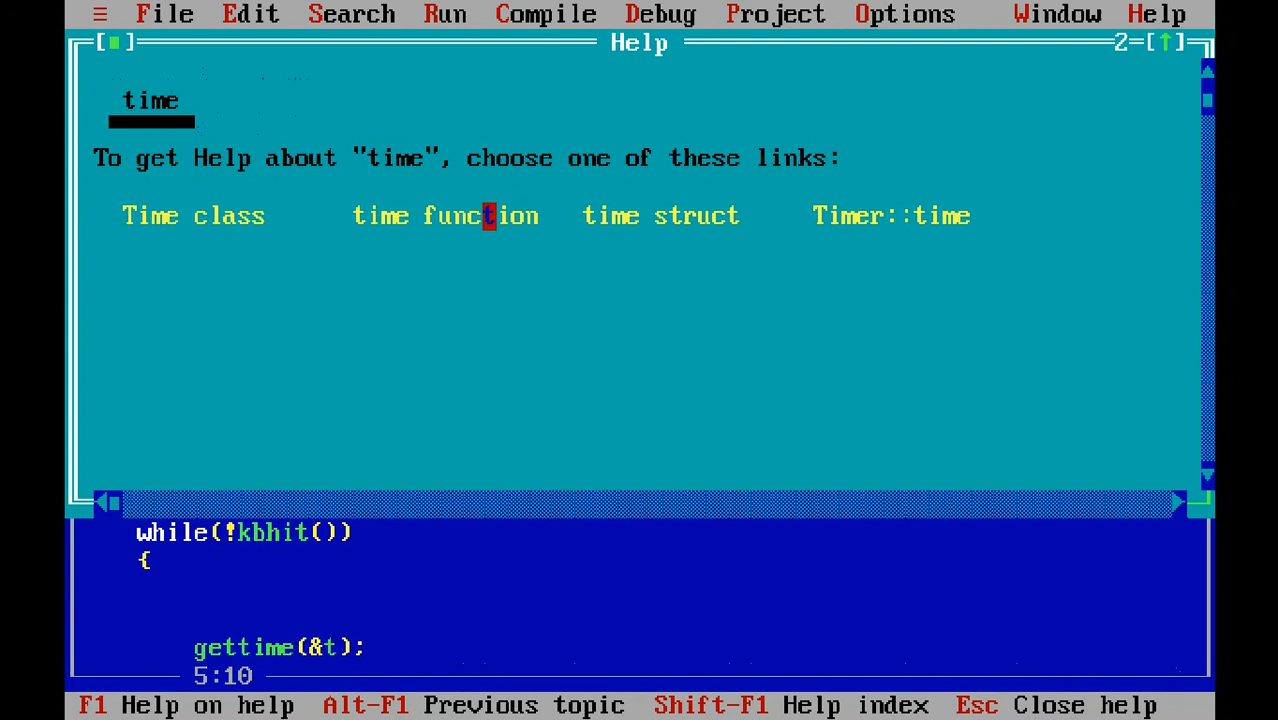 ≡ File Edit Search Run Compile Debug Project Options Window Help
[■] Help 2=[↑]
time
To get Help about "time", choose one of these links:
Time class time function time struct Timer::time
while(!kbhit())
{
gettime(&t);
5:10
F1 Help on help Alt-F1 Previous topic Shift-F1 Help index Esc Close help